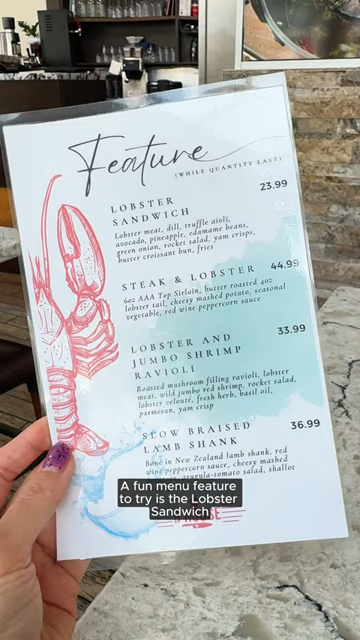 Feature
(WHILE QUANTITY LAST)
LOBSTER
SANDWICH
23.99
Lobster meat, dill, truffle aioli,
avocado, pineapple, edamame beans,
green onion, rocket salad, yam crisps,
butter croissant bun, fries
STEAK & LOBSTER
44.99
6oz AAA Top Sirloin, butter roasted 4oz
lobster tail, cheesy mashed potato, seasonal
vegetable, red wine peppercorn sauce
LOBSTER AND
JUMBO SHRIMP
RAVIOLI
33.99
Roasted mushroom filling ravioli, lobster
meat, wild jumbo red shrimp, rocket salad,
lobster velouté, fresh herb, basil oil,
parmesan, yam crisp
SLOW BRAISED
LAMB SHANK
36.99
Bone in New Zealand lamb shank, red
wine peppercorn sauce, cheesy mashed
arugula-tomato salad, shallos
A fun menu feature
to try is the Lobster
Sandwich